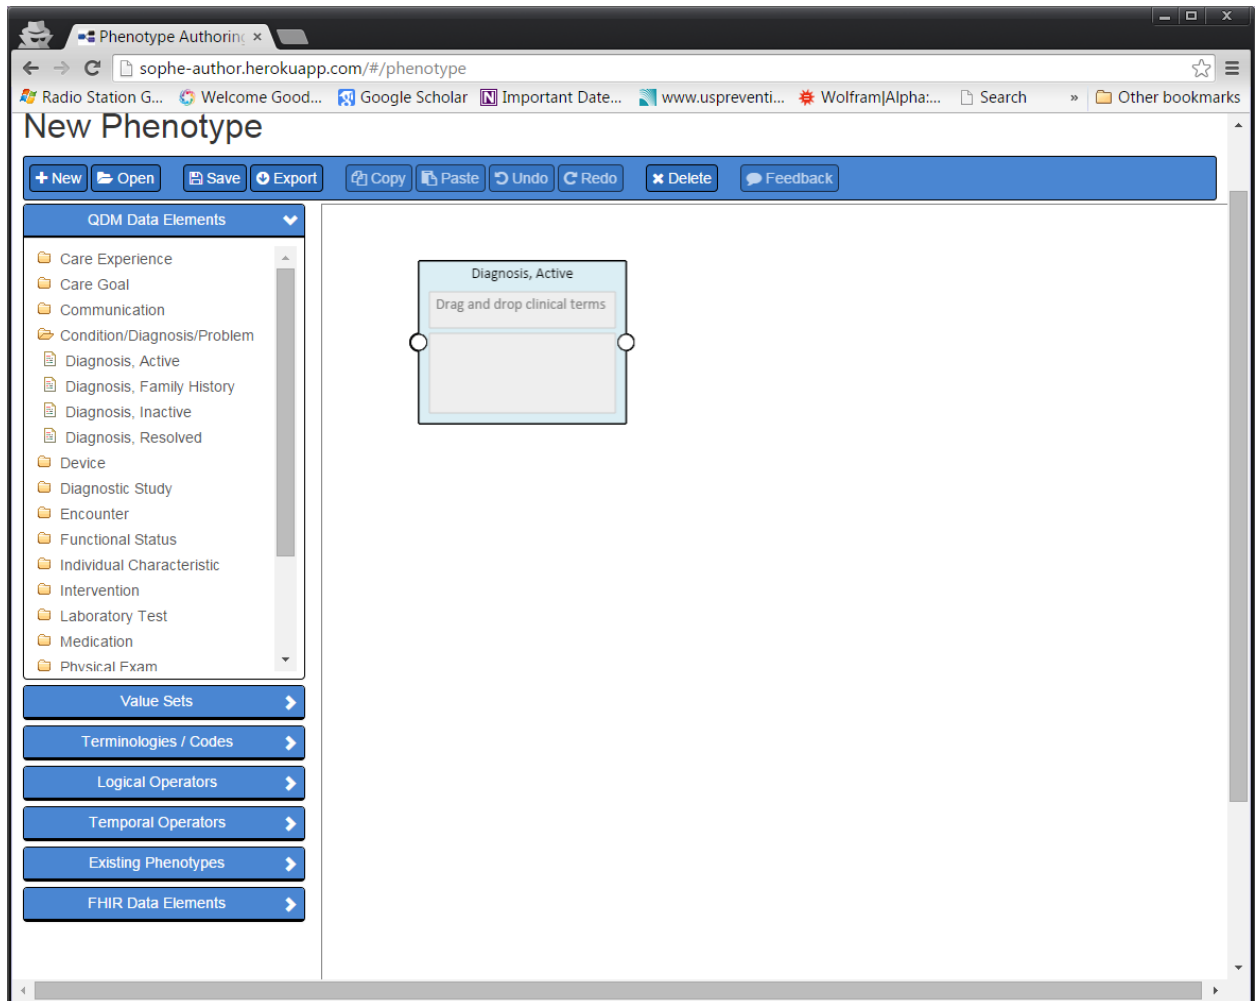 Phenotype Authoring
sophe-author.herokuapp.com/#/phenotype
Radio Station G... Welcome Good... Google Scholar Important Date... www.uspreventi... Wolfram|Alpha:... Search » Other bookmarks
New Phenotype
New Open Save Export Copy Paste Undo Redo Delete Feedback
QDM Data Elements
Care Experience
Care Goal
Communication
Condition/Diagnosis/Problem
Diagnosis, Active
Diagnosis, Family History
Diagnosis, Inactive
Diagnosis, Resolved
Device
Diagnostic Study
Encounter
Functional Status
Individual Characteristic
Intervention
Laboratory Test
Medication
Physical Exam
Value Sets
Terminologies / Codes
Logical Operators
Temporal Operators
Existing Phenotypes
FHIR Data Elements
Diagnosis, Active
Drag and drop clinical terms